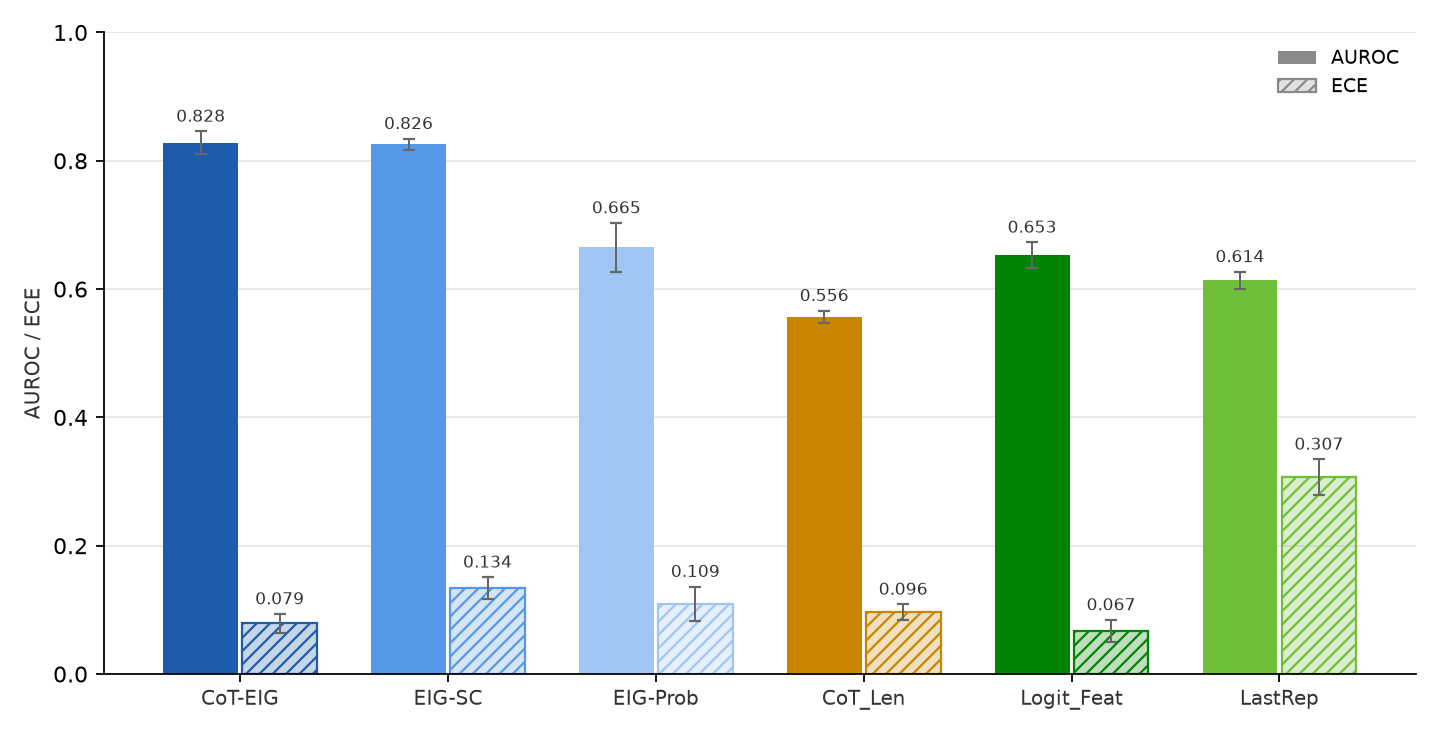 AUROC / ECE
1.0
0.8
0.6
0.4
0.2
0.0
AUROC
ECE
0.828
0.079
0.826
0.134
0.665
0.109
0.556
0.096
0.653
0.067
0.614
0.307
CoT-EIG
EIG-SC
EIG-Prob
CoT_Len
Logit_Feat
LastRep